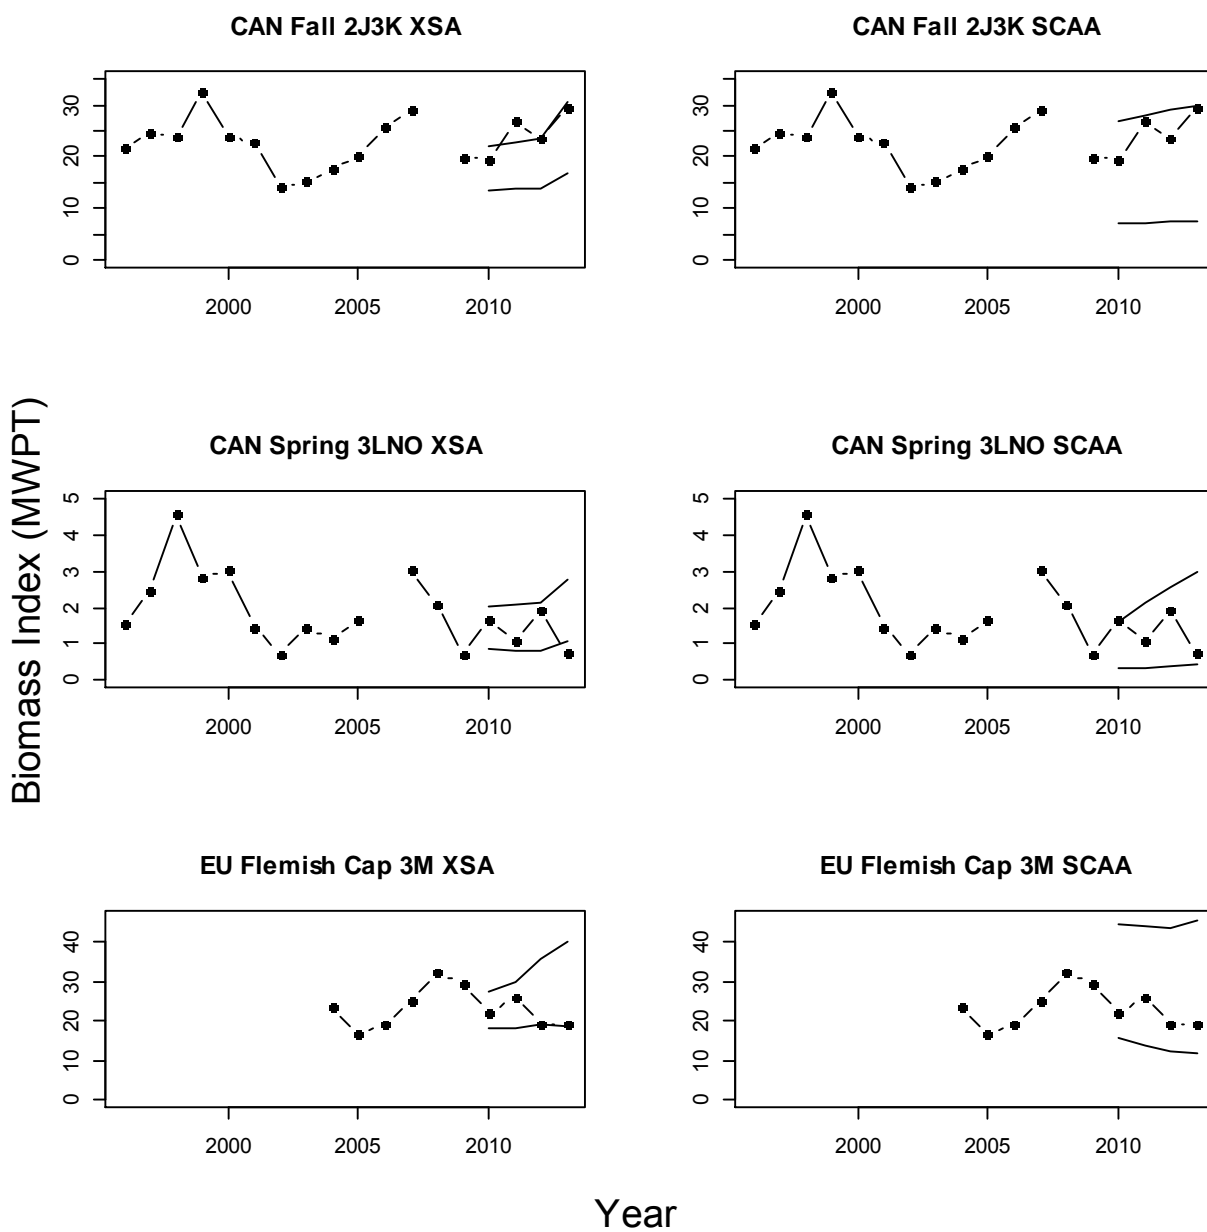 CAN Fall 2J3K XSA
0 10 20 30
2000 2005 2010
CAN Fall 2J3K SCAA
0 10 20 30
2000 2005 2010
Biomass Index (MWPT)
CAN Spring 3LNO XSA
0 1 2 3 4 5
2000 2005 2010
CAN Spring 3LNO SCAA
0 1 2 3 4 5
2000 2005 2010
EU Flemish Cap 3M XSA
0 10 20 30 40
2000 2005 2010
EU Flemish Cap 3M SCAA
0 10 20 30 40
2000 2005 2010
Year